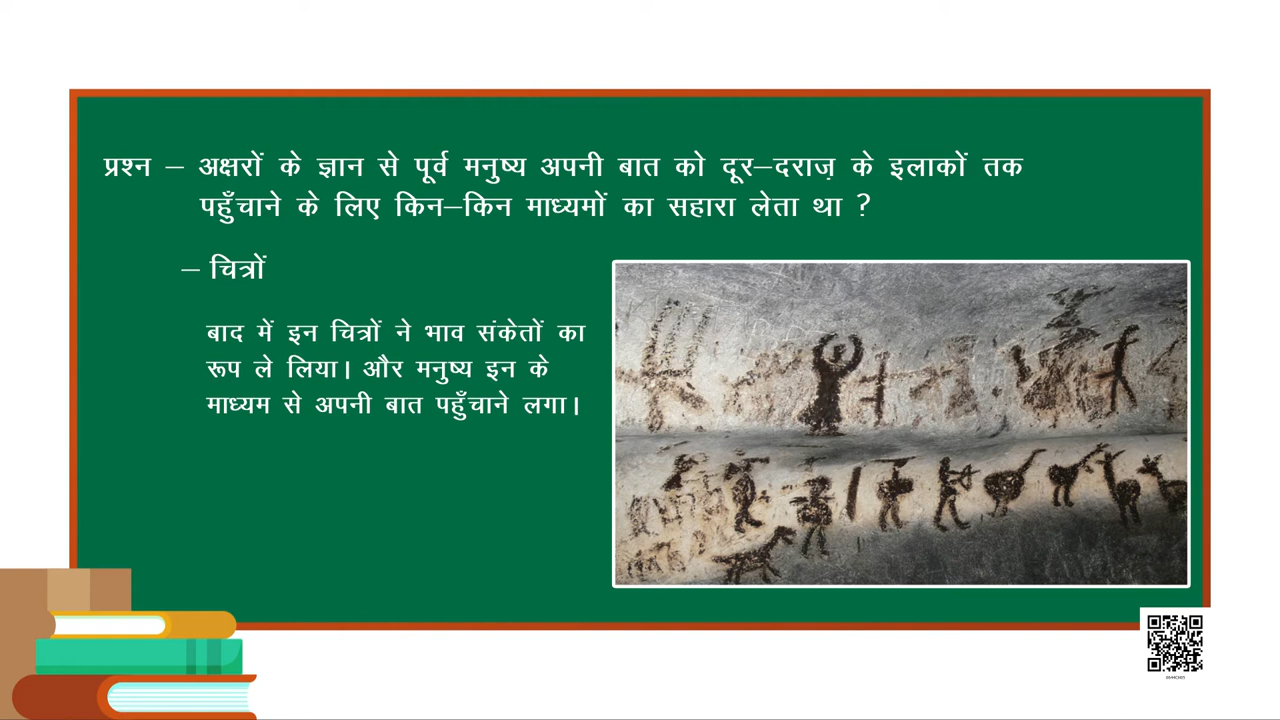 प्रश्न – अक्षरों के ज्ञान से पूर्व मनुष्य अपनी बात को दूर–दराज़ के इलाकों तक
पहुँचाने के लिए किन–किन माध्यमों का सहारा लेता था ?
– चित्रों
बाद में इन चित्रों ने भाव संकेतों का
रूप ले लिया। और मनुष्य इन के
माध्यम से अपनी बात पहुँचाने लगा।